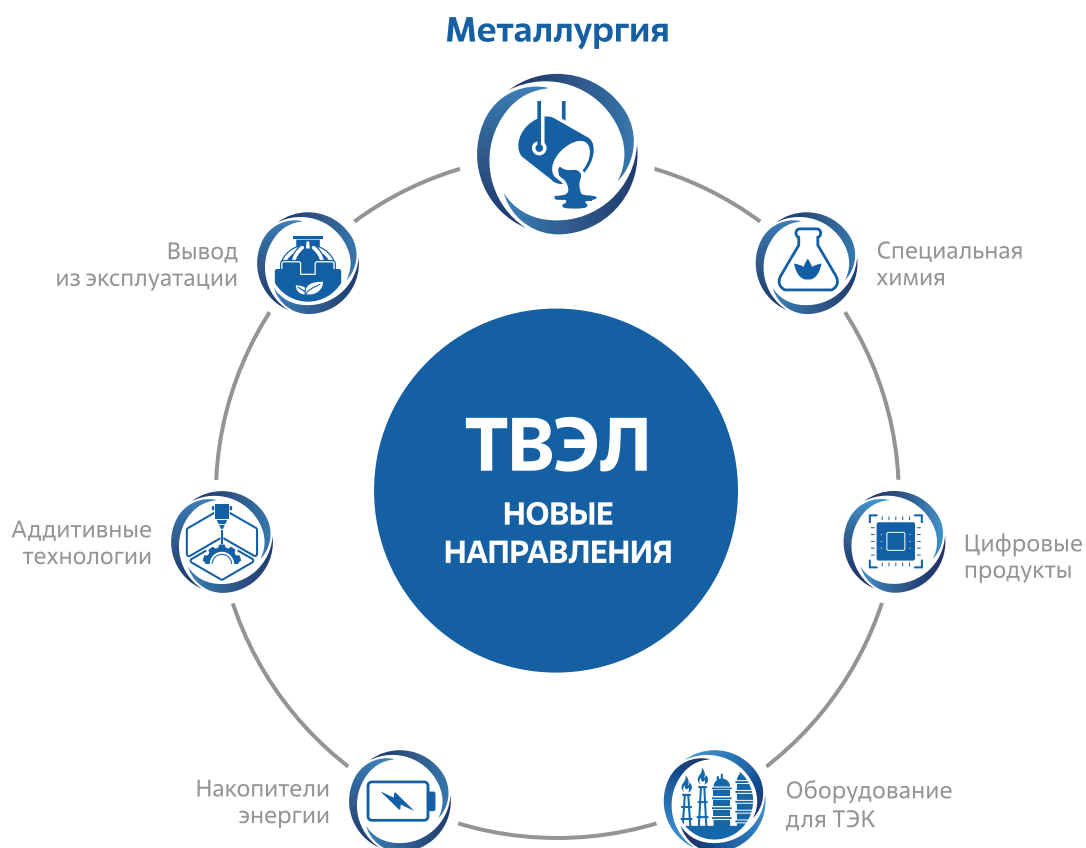 Металлургия
Вывод
из эксплуатации
Специальная
химия
ТВЭЛ
НОВЫЕ
НАПРАВЛЕНИЯ
Аддитивные
технологии
Цифровые
продукты
Накопители
энергии
Оборудование
для ТЭК